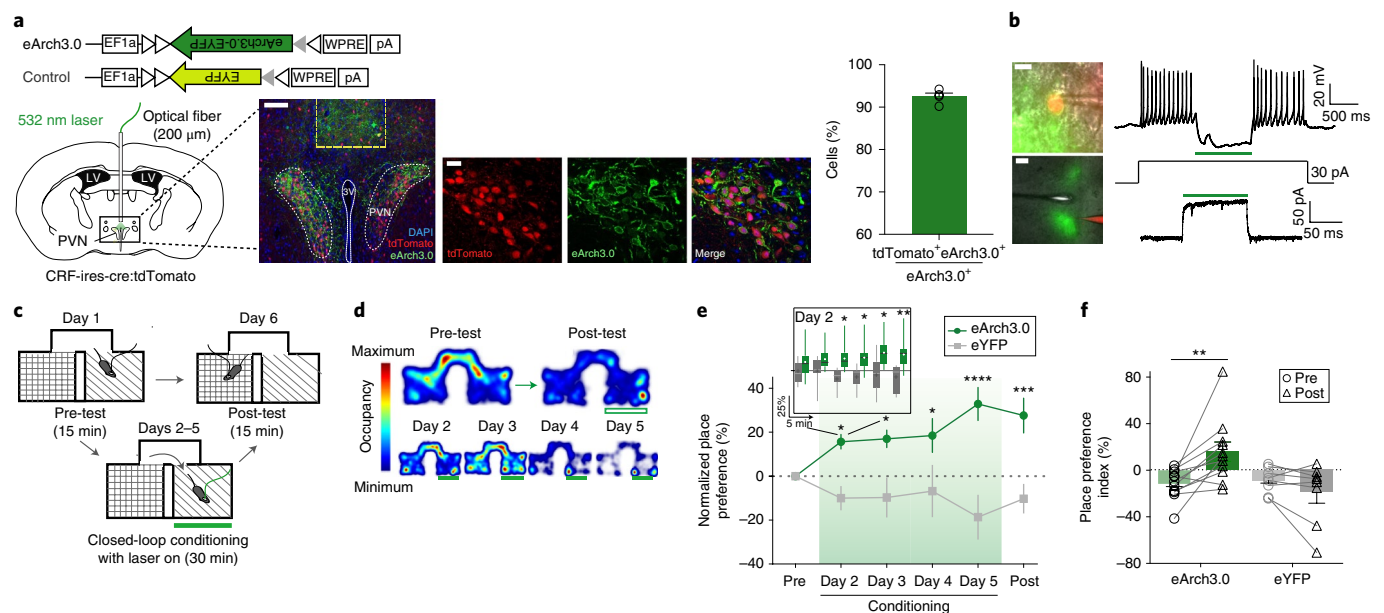 a
eArch3.0
EF1a
eArch3.0-EYFP
WPRE
pA
Control
EF1a
EYFP
WPRE
pA
532 nm laser
Optical fiber
(200 μm)
LV
LV
PVN
CRF-ires-cre:tdTomato
3V
PVN
DAPI
tdTomato
eArch3.0
tdTomato
eArch3.0
Merge
Cells (%)
100
90
80
70
60
tdTomato+eArch3.0+
eArch3.0+
b
20 mV
500 ms
30 pA
50 pA
50 ms
c
Day 1
Day 6
Pre-test
(15 min)
Post-test
(15 min)
Days 2–5
Closed-loop conditioning
with laser on (30 min)
d
Pre-test
Post-test
Maximum
Occupancy
Minimum
Day 2
Day 3
Day 4
Day 5
e
Day 2
* * * **
25%
5 min
eArch3.0
eYFP
Normalized place
preference (%)
40
20
0
−20
−40
* * * **** ***
Pre
Day 2
Day 3
Day 4
Day 5
Post
Conditioning
f
**
Pre
Post
Place preference
index (%)
80
40
0
−40
−80
eArch3.0
eYFP